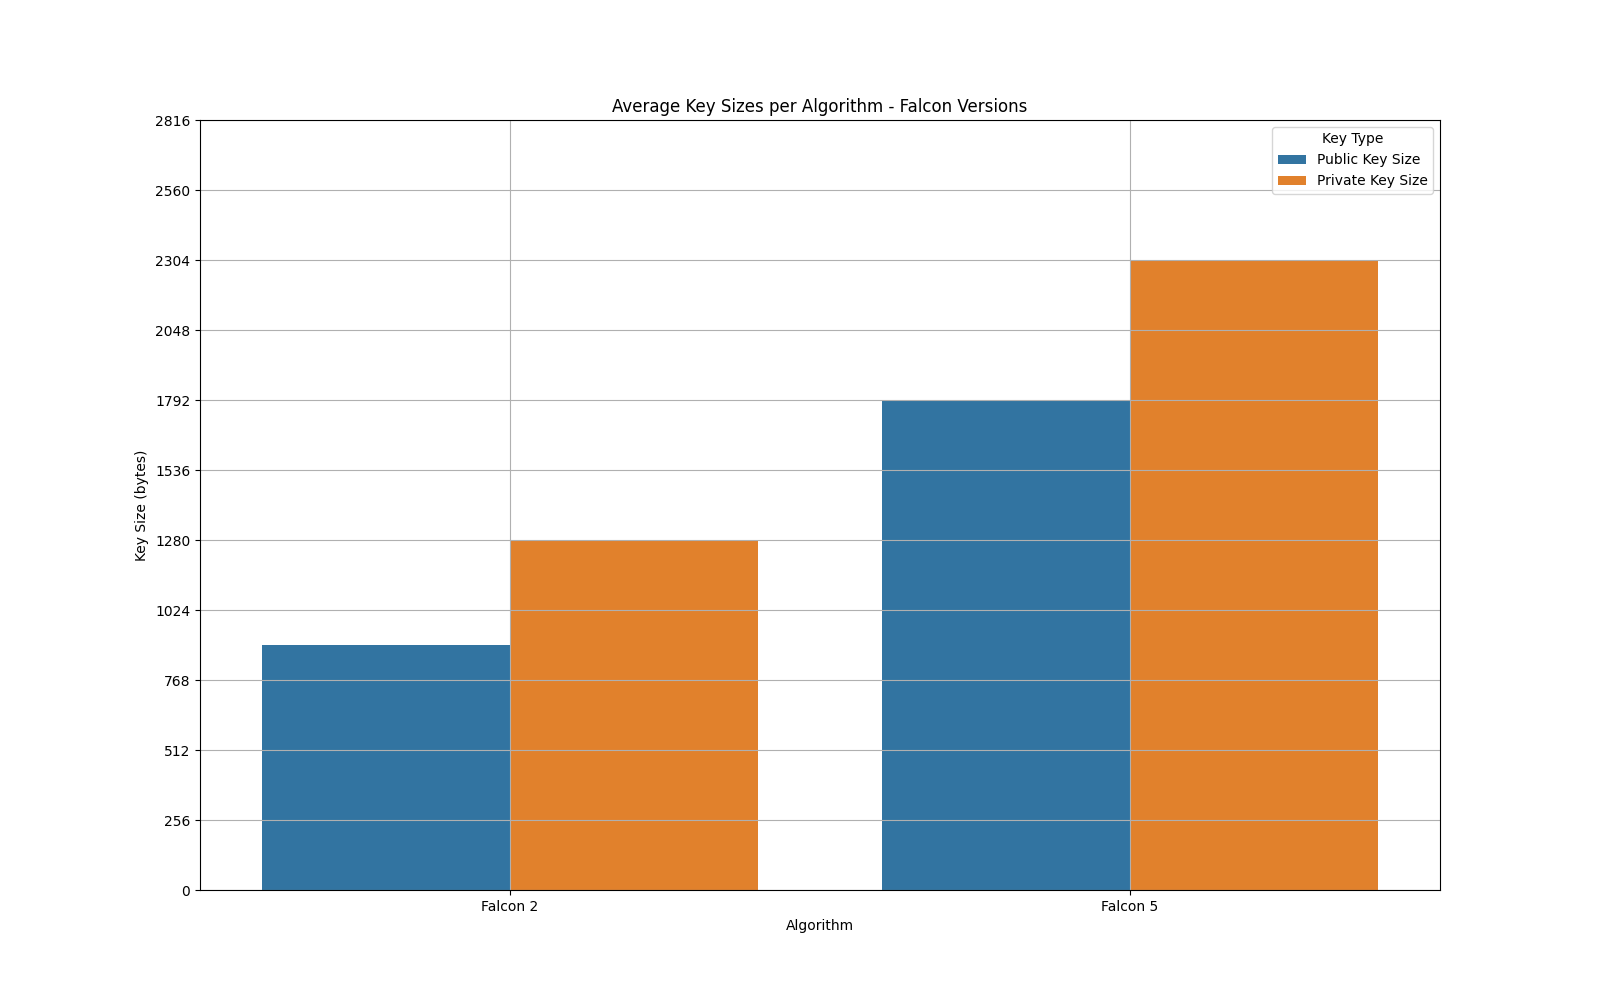 Average Key Sizes per Algorithm - Falcon Versions
Key Type
Public Key Size
Private Key Size
2816
2560
2304
2048
1792
1536
1280
1024
768
512
256
0
Key Size (bytes)
Falcon 2
Falcon 5
Algorithm